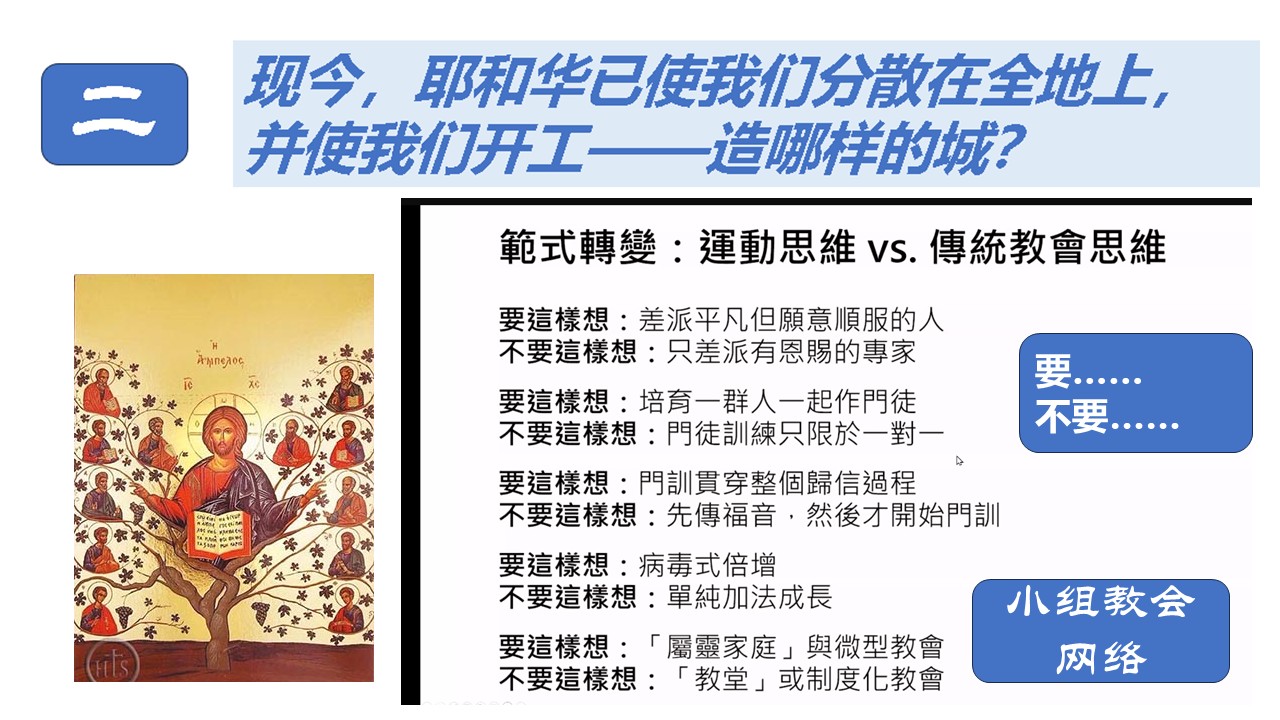 二
现今，耶和华已使我们分散在全地上，
并使我们开工——造哪样的城？
範式轉變：運動思維 vs. 傳統教會思維
要這樣想：差派平凡但願意順服的人
不要這樣想：只差派有恩賜的專家
要這樣想：培育一群人一起作門徒
不要這樣想：門徒訓練只限於一對一
要這樣想：門訓貫穿整個歸信過程
不要這樣想：先傳福音，然後才開始門訓
要這樣想：病毒式倍增
不要這樣想：單純加法成長
要這樣想：「屬靈家庭」與微型教會
不要這樣想：「教堂」或制度化教會
要……
不要……
小组教会
网络
ἡ
Ἄμπελος
ΙC ΧC
HTS